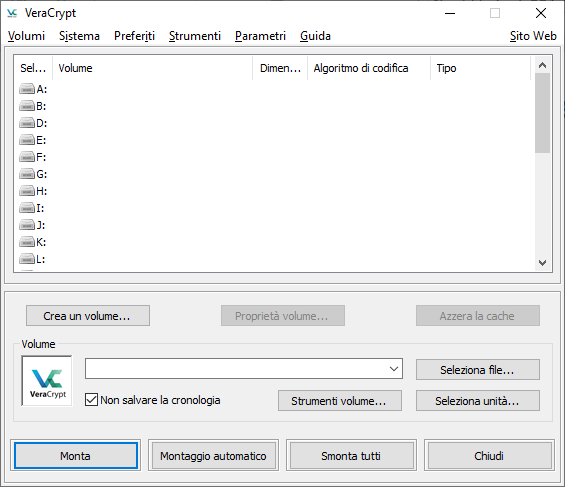 VeraCrypt
Volumi Sistema Preferiti Strumenti Parametri Guida Sito Web
Sel... Volume Dimen... Algoritmo di codifica Tipo
A:
B:
D:
E:
F:
G:
H:
I:
J:
K:
L:
Crea un volume... Proprietà volume... Azzera la cache
Volume
Seleziona file...
VeraCrypt
Non salvare la cronologia Strumenti volume... Seleziona unità...
Monta Montaggio automatico Smonta tutti Chiudi